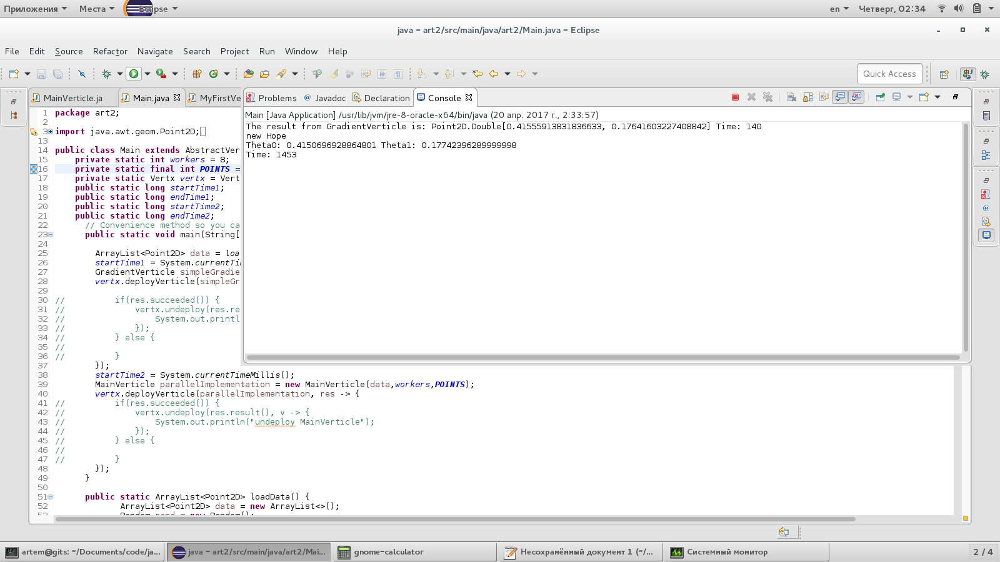 Приложения Места Eclipse en Четверг, 02:34
java – art2/src/main/java/art2/Main.java – Eclipse
File Edit Source Refactor Navigate Search Project Run Window Help
Quick Access
MainVerticle.ja Main.java MyFirstVe
Problems @ Javadoc Declaration Console
Main [Java Application] /usr/lib/jvm/jre-8-oracle-x64/bin/java (20 апр. 2017 г., 2:33:57)
The result from GradientVerticle is: Point2D.Double[0.41555913831836633, 0.17641603227408842] Time: 140
new Hope
Theta0: 0.4150696928864801 Theta1: 0.17742396289999998
Time: 1453
1 package art2;
2
3 import java.awt.geom.Point2D;
13
14 public class Main extends AbstractVer
15 private static int workers = 8;
16 private static final int POINTS =
17 private static Vertx vertx = Vert
18 public static long startTime1;
19 public static long endTime1;
20 public static long startTime2;
21 public static long endTime2;
22 // Convenience method so you ca
23 public static void main(String[
24
25 ArrayList<Point2D> data = loa
26 startTime1 = System.currentTi
27 GradientVerticle simpleGradie
28 vertx.deployVerticle(simpleGr
29
30 // if(res.succeeded()) {
31 // vertx.undeploy(res.re
32 // System.out.printl
33 // });
34 // } else {
35 //
36 // }
37 });
38 startTime2 = System.currentTimeMillis();
39 MainVerticle parallelImplementation = new MainVerticle(data,workers,POINTS);
40 vertx.deployVerticle(parallelImplementation, res -> {
41 // if(res.succeeded()) {
42 // vertx.undeploy(res.result(), v -> {
43 // System.out.println("undeploy MainVerticle");
44 // });
45 // } else {
46 //
47 // }
48 });
49 }
50
51 public static ArrayList<Point2D> loadData() {
52 ArrayList<Point2D> data = new ArrayList<>();
53 Random rand = new Random();
artem@gits: ~/Documents/code/ja... java – art2/src/main/java/art2/Mai... gnome-calculator Несохранённый документ 1 (~/... Системный монитор 2 / 4